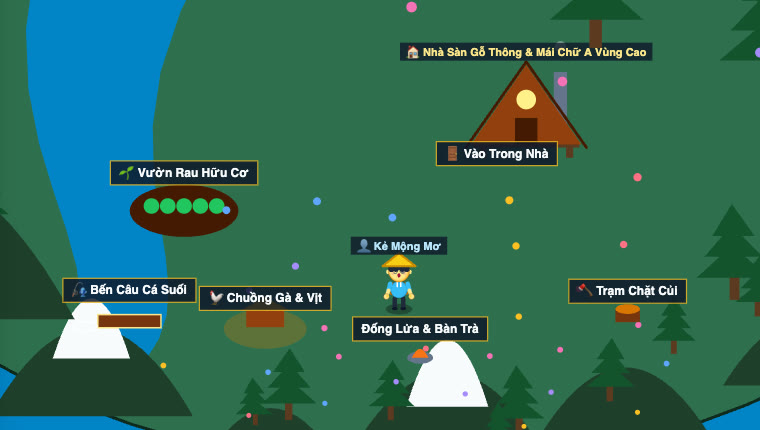 Nhà Sàn Gỗ Thông & Mái Chữ A Vùng Cao
Vào Trong Nhà
Vườn Rau Hữu Cơ
Kẻ Mộng Mơ
Bến Câu Cá Suối
Chuồng Gà & Vịt
Trạm Chặt Củi
Đống Lửa & Bàn Trà